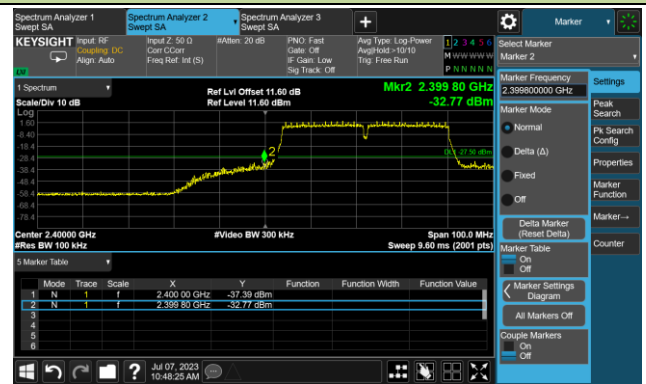 Spectrum Analyzer 1
Swept SA
Spectrum Analyzer 2
Swept SA
Spectrum Analyzer 3
Swept SA
+
Marker
KEYSIGHT
Input: RF
Coupling: DC
Align: Auto
Input Z: 50 Ω
Corr CCorr
Freq Ref: Int (S)
#Atten: 20 dB
PNO: Fast
Gate: Off
IF Gain: Low
Sig Track: Off
Avg Type: Log-Power
Avg|Hold:>10/10
Trig: Free Run
1 2 3 4 5 6
M W W W W W
P N N N N N
Select Marker
Marker 2
1 Spectrum
Scale/Div 10 dB
Log
Ref Lvl Offset 11.60 dB
Ref Level 11.60 dBm
Mkr2 2.399 80 GHz
-32.77 dBm
1.60
-8.40
-18.4
-28.4
-38.4
-48.4
-58.4
-68.4
-78.4
2
DL1 -27.50 dBm
Center 2.40000 GHz
#Res BW 100 kHz
#Video BW 300 kHz
Span 100.0 MHz
Sweep 9.60 ms (2001 pts)
5 Marker Table
Mode Trace Scale X Y Function Function Width Function Value
1 N 1 f 2.400 00 GHz -37.39 dBm
2 N 1 f 2.399 80 GHz -32.77 dBm
3
4
5
6
Marker Frequency
2.399800000 GHz
Marker Mode
Normal
Delta (Δ)
Fixed
Off
Delta Marker
(Reset Delta)
Marker Table
On
Off
Marker Settings
Diagram
All Markers Off
Couple Markers
On
Off
Settings
Peak
Search
Pk Search
Config
Properties
Marker
Function
Marker→
Counter
?
Jul 07, 2023
10:48:25 AM